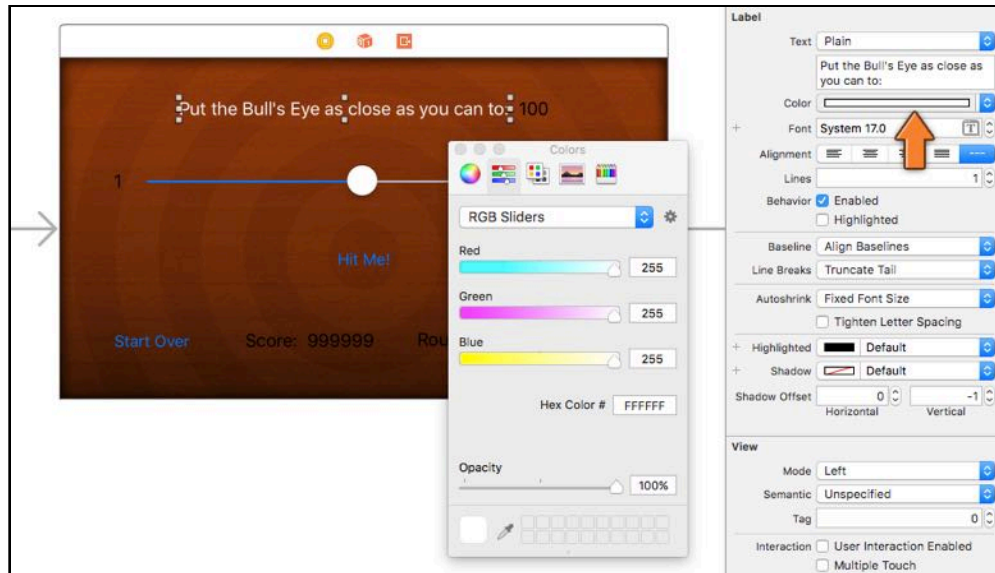 Put the Bull's Eye as close as you can to: 100
1
Hit Me!
Start Over
Score: 999999
Rou
Colors
RGB Sliders
Red
255
Green
255
Blue
255
Hex Color # FFFFFF
Opacity
100%
Label
Text Plain
Put the Bull's Eye as close as
you can to:
Color
+ Font System 17.0 T
Alignment
Lines 1
Behavior Enabled
Highlighted
Baseline Align Baselines
Line Breaks Truncate Tail
Autoshrink Fixed Font Size
Tighten Letter Spacing
+ Highlighted Default
+ Shadow Default
Shadow Offset 0 -1
Horizontal Vertical
View
Mode Left
Semantic Unspecified
Tag 0
Interaction User Interaction Enabled
Multiple Touch